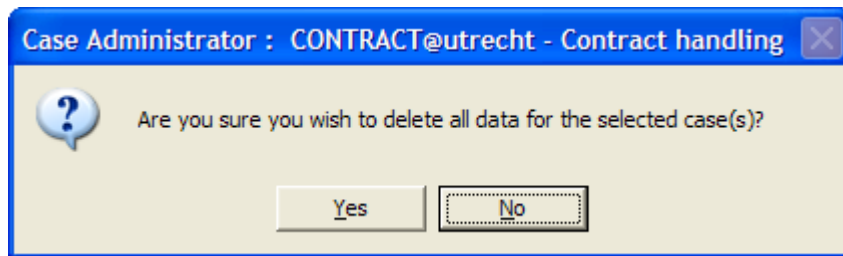 Case Administrator : CONTRACT@utrecht - Contract handling
Are you sure you wish to delete all data for the selected case(s)?
Yes No